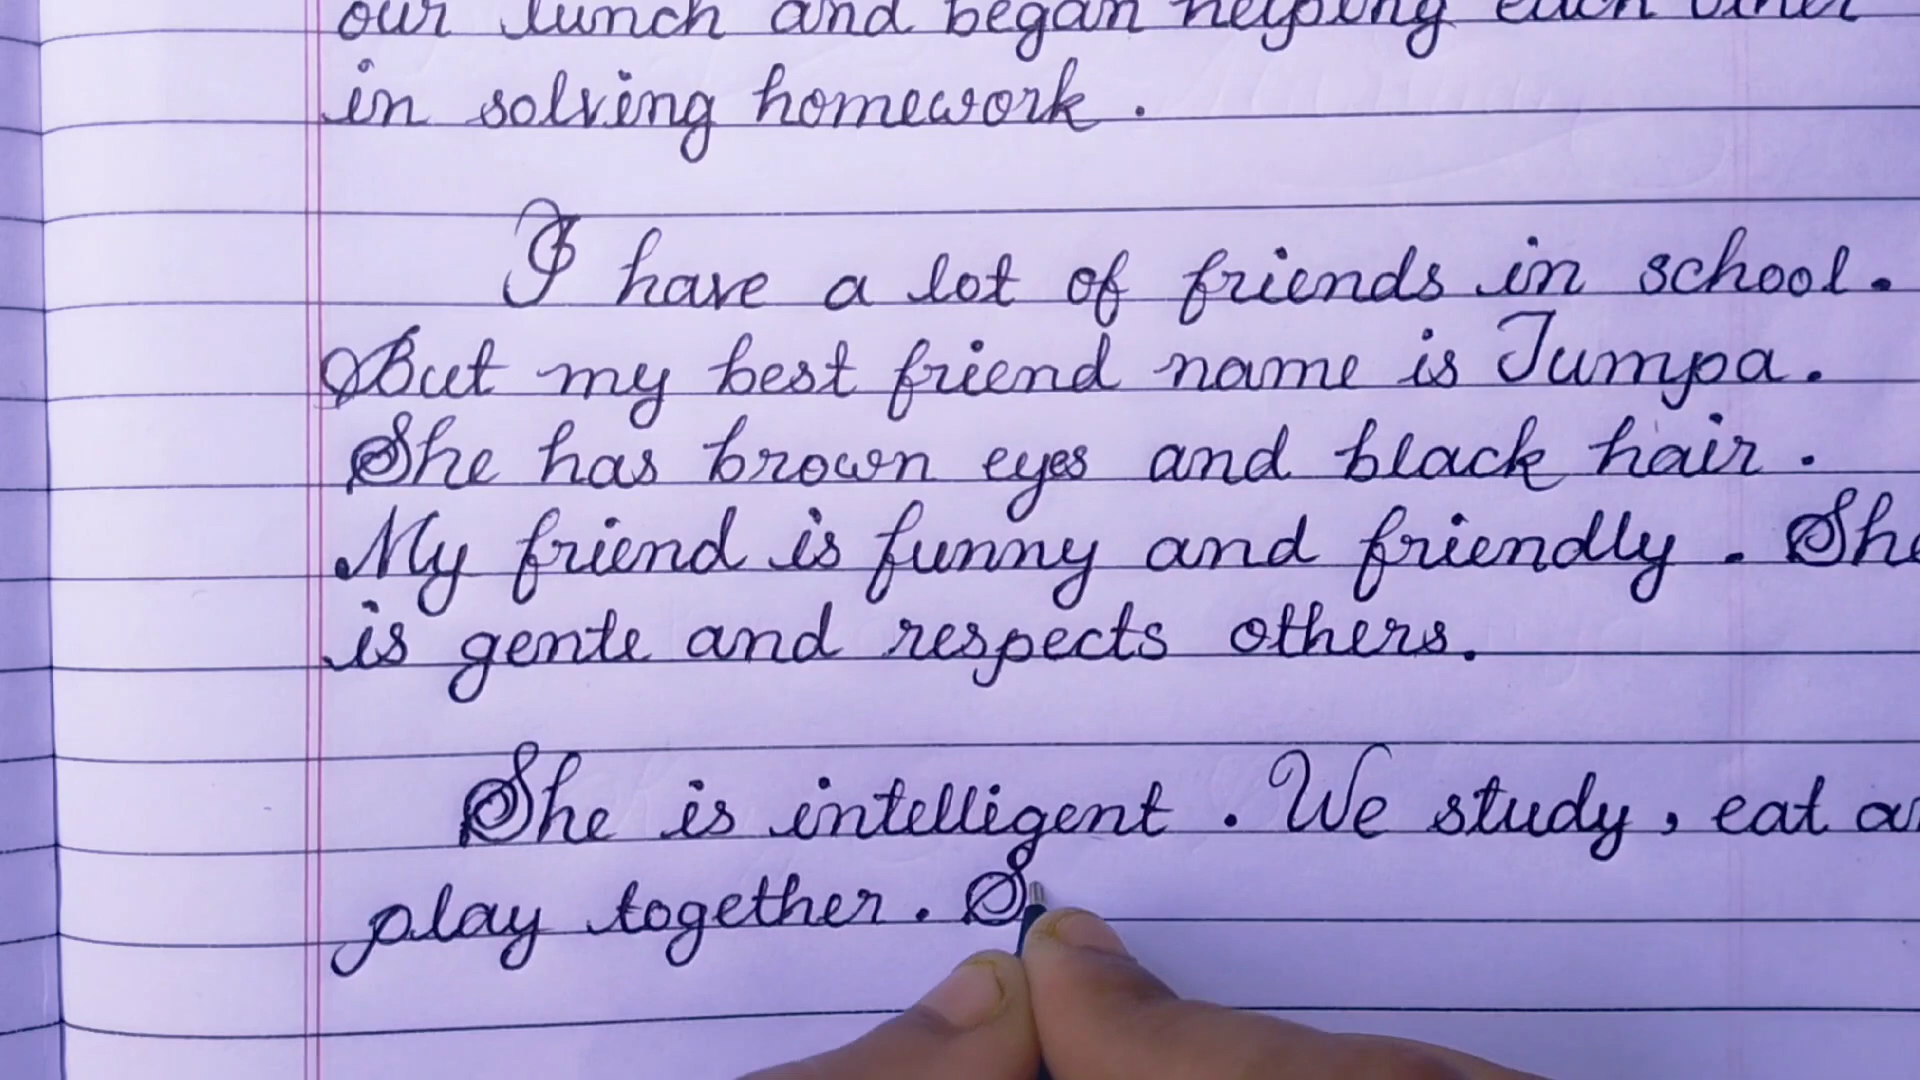 our lunch and began helping each other
in solving homework.
I have a lot of friends in school.
But my best friend name is Tumpa.
She has brown eyes and black hair.
My friend is funny and friendly. She
is gente and respects others.
She is intelligent. We study, eat a
play together. S